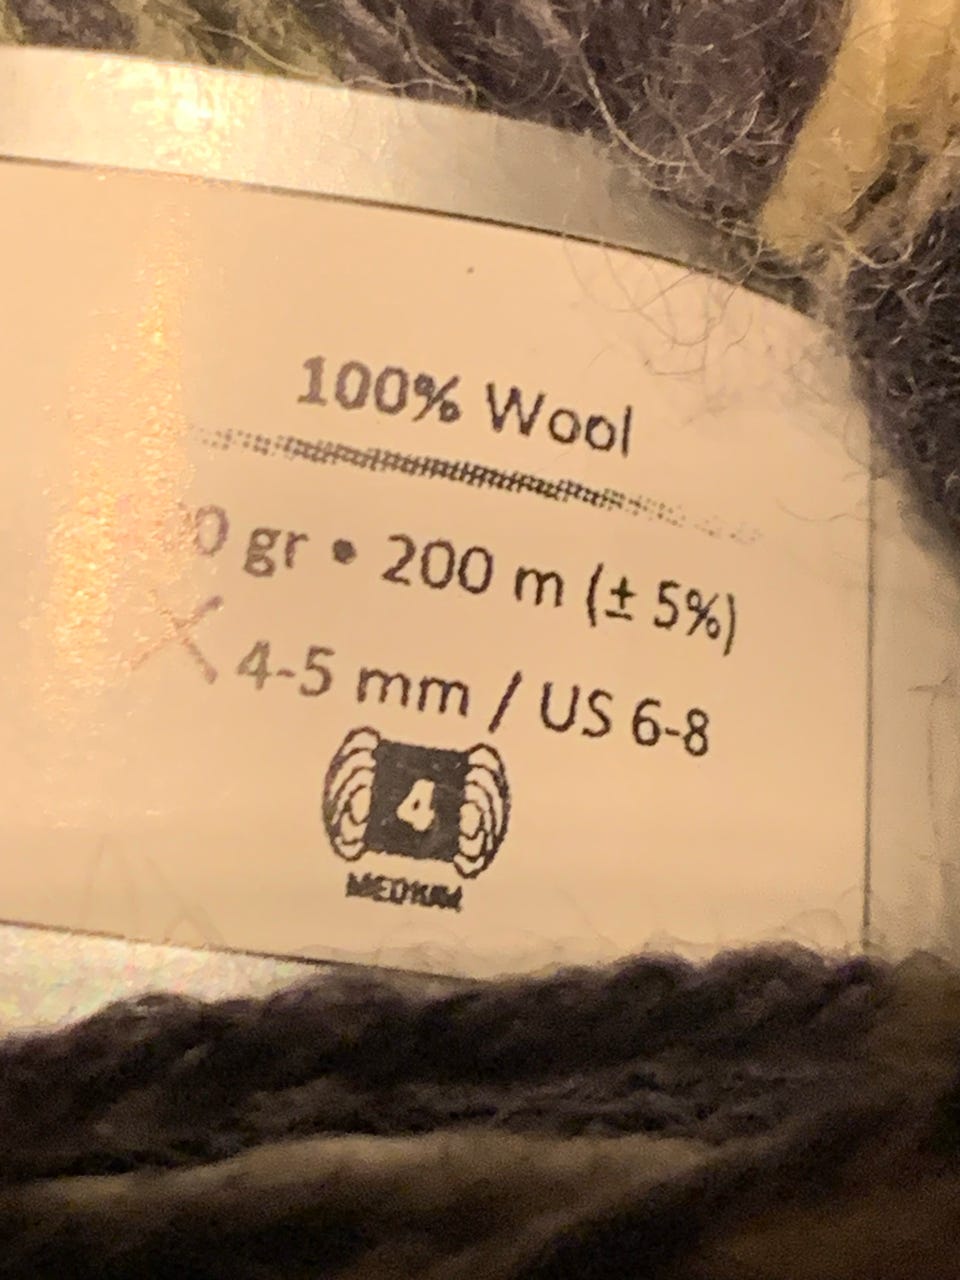 100% Wool
gr • 200 m (± 5%)
4-5 mm / US 6-8
4
MEDIUM